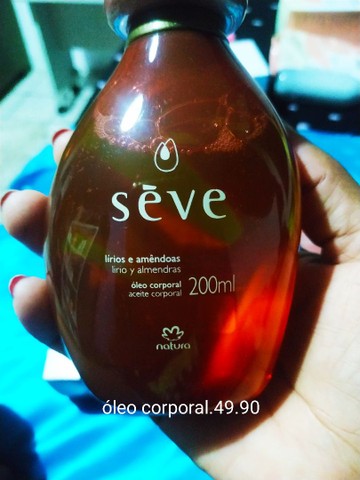 sēve
lírios e amêndoas
lirio y almendras
óleo corporal
aceite corporal
200ml
natura
óleo corporal.49.90